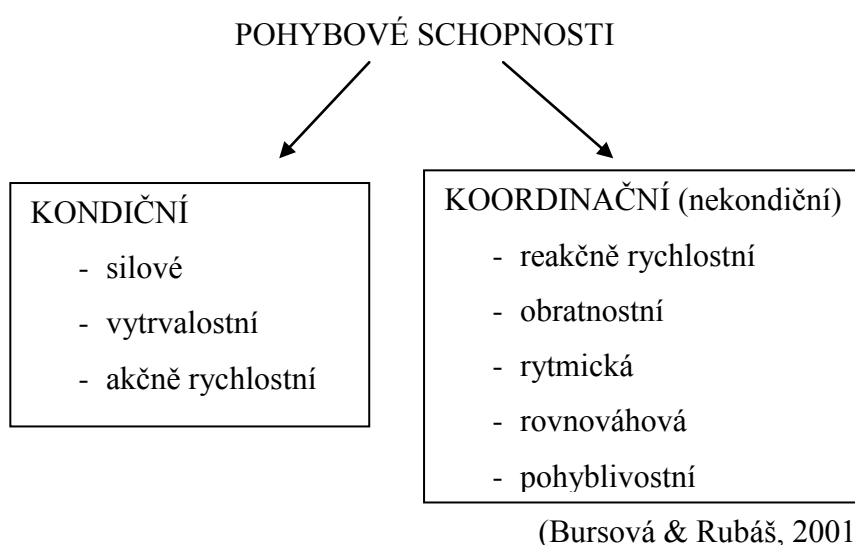 POHYBOVÉ SCHOPNOSTI
KONDIČNÍ
- silové
- vytrvalostní
- akčně rychlostní
KOORDINAČNÍ (nekondiční)
- reakčně rychlostní
- obratnostní
- rytmická
- rovnováhová
- pohyblivostní
(Bursová & Rubáš, 2001